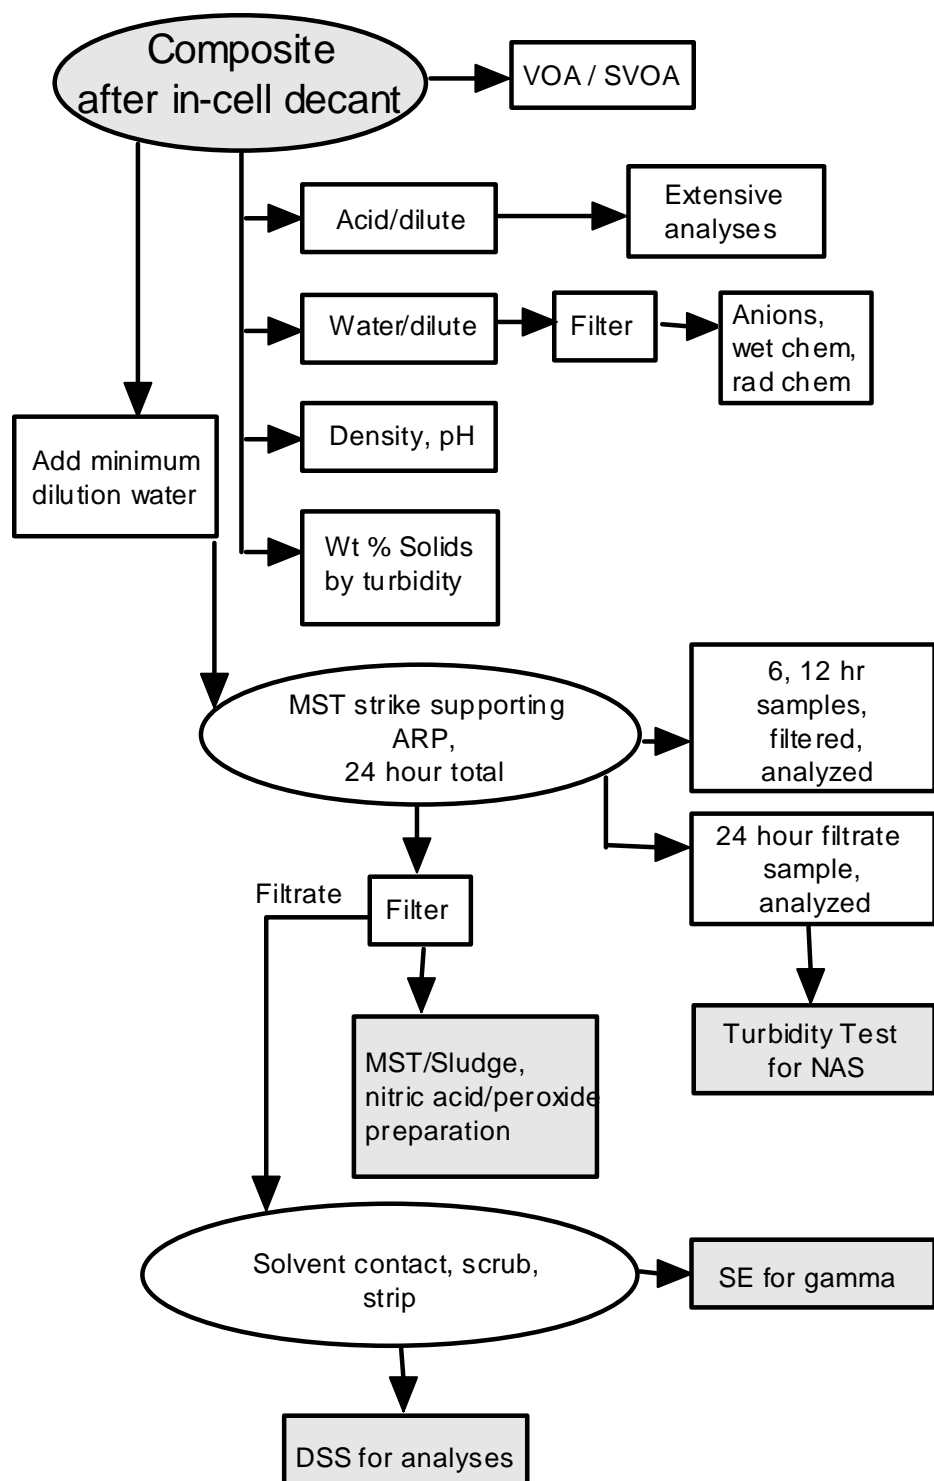 Composite
after in-cell decant
VOA / SVOA
Acid/dilute
Extensive
analyses
Water/dilute
Filter
Anions,
wet chem,
rad chem
Density, pH
Add minimum
dilution water
Wt % Solids
by turbidity
MST strike supporting
ARP,
24 hour total
6, 12 hr
samples,
filtered,
analyzed
24 hour filtrate
sample,
analyzed
Filtrate
Filter
Turbidity Test
for NAS
MST/Sludge,
nitric acid/peroxide
preparation
Solvent contact, scrub,
strip
SE for gamma
DSS for analyses